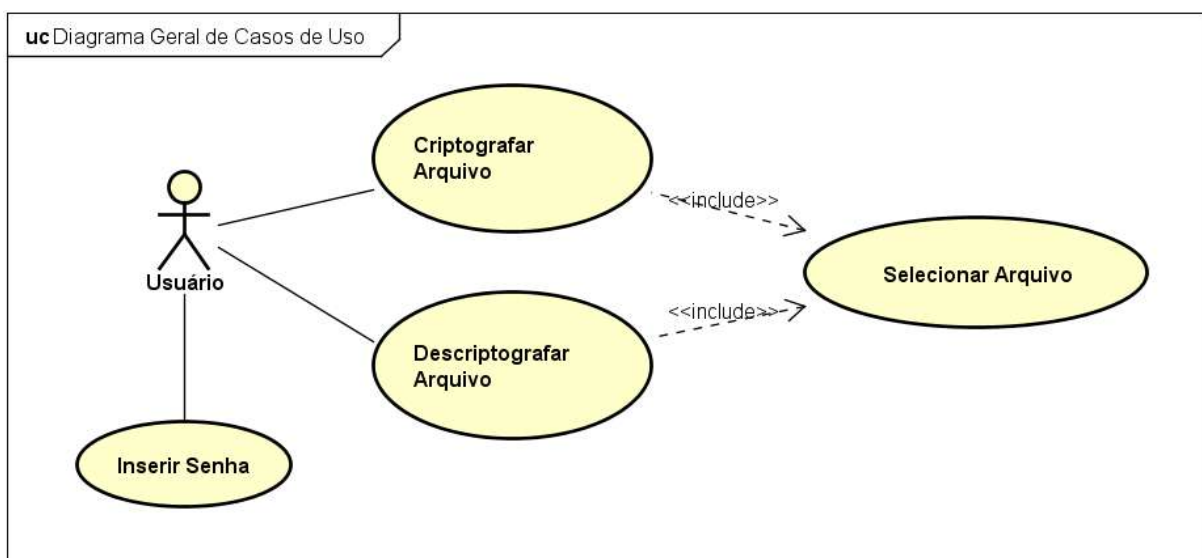 uc Diagrama Geral de Casos de Uso
Criptografar
Arquivo
<<include>>
Usuário
Selecionar Arquivo
<<include>>
Descriptografar
Arquivo
Inserir Senha